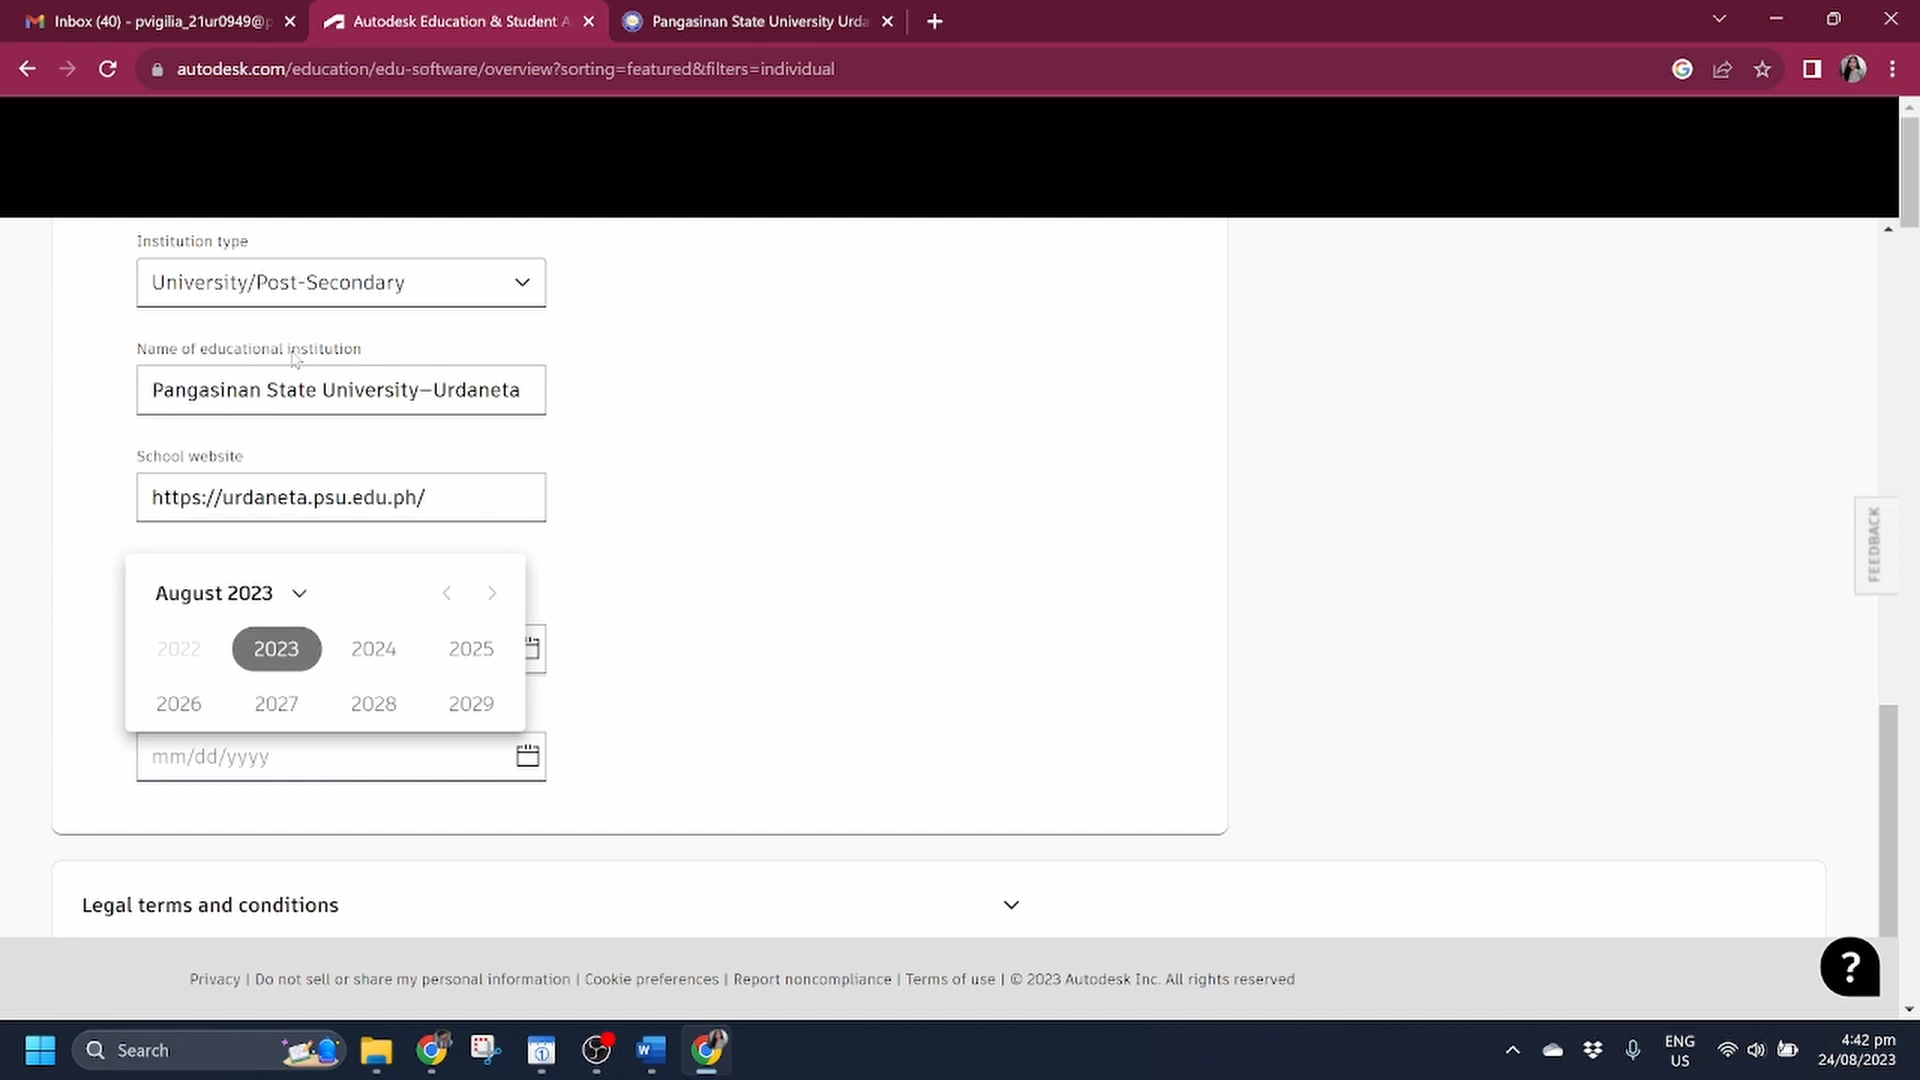 Inbox (40) - pvigilia_21ur0949@p
Autodesk Education & Student A
Pangasinan State University Urda
autodesk.com/education/edu-software/overview?sorting=featured&filters=individual
Institution type
University/Post-Secondary
Name of educational institution
Pangasinan State University–Urdaneta
School website
https://urdaneta.psu.edu.ph/
August 2023
2022 2023 2024 2025
2026 2027 2028 2029
mm/dd/yyyy
Legal terms and conditions
FEEDBACK
Privacy | Do not sell or share my personal information | Cookie preferences | Report noncompliance | Terms of use | © 2023 Autodesk Inc. All rights reserved
?
Search
ENG
US
4:42 pm
24/08/2023